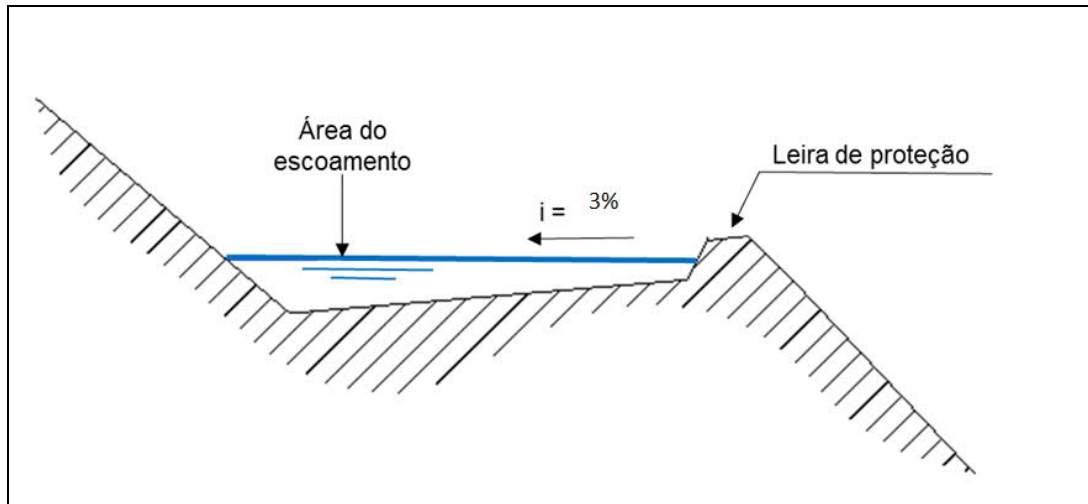 Área do
escoamento
Leira de proteção
i = 3%